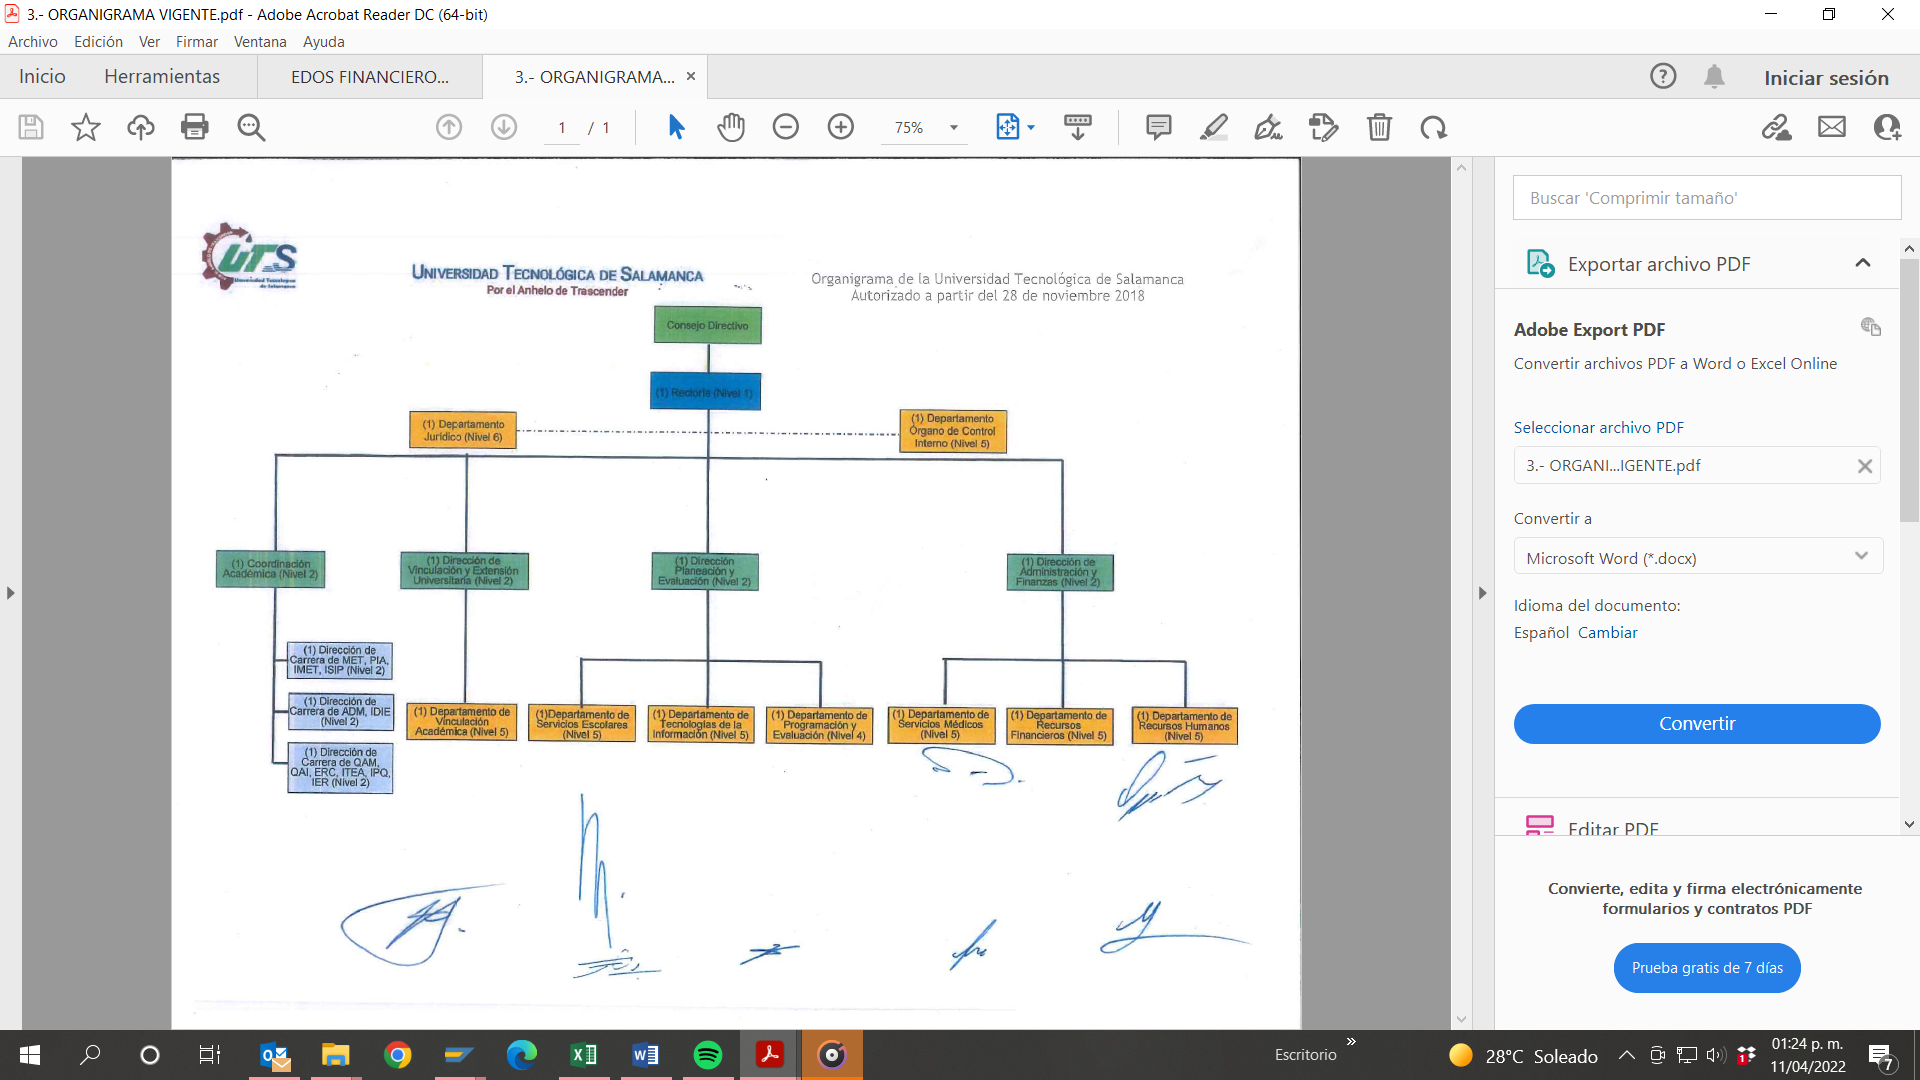 3.- ORGANIGRAMA VIGENTE.pdf - Adobe Acrobat Reader DC (64-bit)
Archivo Edición Ver Firmar Ventana Ayuda
Inicio Herramientas EDOS FINANCIERO... 3.- ORGANIGRAMA... Iniciar sesión
1 / 1 75%
UTS
Universidad Tecnológica
de Salamanca
UNIVERSIDAD TECNOLÓGICA DE SALAMANCA
Por el Anhelo de Trascender
Organigrama de la Universidad Tecnológica de Salamanca
Autorizado a partir del 28 de noviembre 2018
Consejo Directivo
(1) Rectoría (Nivel 1)
(1) Departamento
Jurídico (Nivel 6)
(1) Departamento
Órgano de Control
Interno (Nivel 5)
(1) Coordinación
Académica (Nivel 2)
(1) Dirección de
Vinculación y Extensión
Universitaria (Nivel 2)
(1) Dirección
Planeación y
Evaluación (Nivel 2)
(1) Dirección de
Administración y
Finanzas (Nivel 2)
(1) Dirección de
Carrera de MET, PIA,
IMET, ISIP (Nivel 2)
(1) Dirección de
Carrera de ADM, IDIE
(Nivel 2)
(1) Dirección de
Carrera de QAM,
QAI, ERC, ITEA, IPQ,
IER (Nivel 2)
(1) Departamento de
Vinculación
Académica (Nivel 5)
(1)Departamento de
Servicios Escolares
(Nivel 5)
(1) Departamento de
Tecnologías de la
Información (Nivel 5)
(1) Departamento de
Programación y
Evaluación (Nivel 4)
(1) Departamento de
Servicios Médicos
(Nivel 5)
(1) Departamento de
Recursos
Financieros (Nivel 5)
(1) Departamento de
Recursos Humanos
(Nivel 5)
Buscar 'Comprimir tamaño'
Exportar archivo PDF
Adobe Export PDF
Convertir archivos PDF a Word o Excel Online
Seleccionar archivo PDF
3.- ORGANI...IGENTE.pdf
Convertir a
Microsoft Word (*.docx)
Idioma del documento:
Español Cambiar
Convertir
Editar PDF
Convierte, edita y firma electrónicamente
formularios y contratos PDF
Prueba gratis de 7 días
Escritorio
28°C Soleado
1
01:24 p. m.
11/04/2022
7